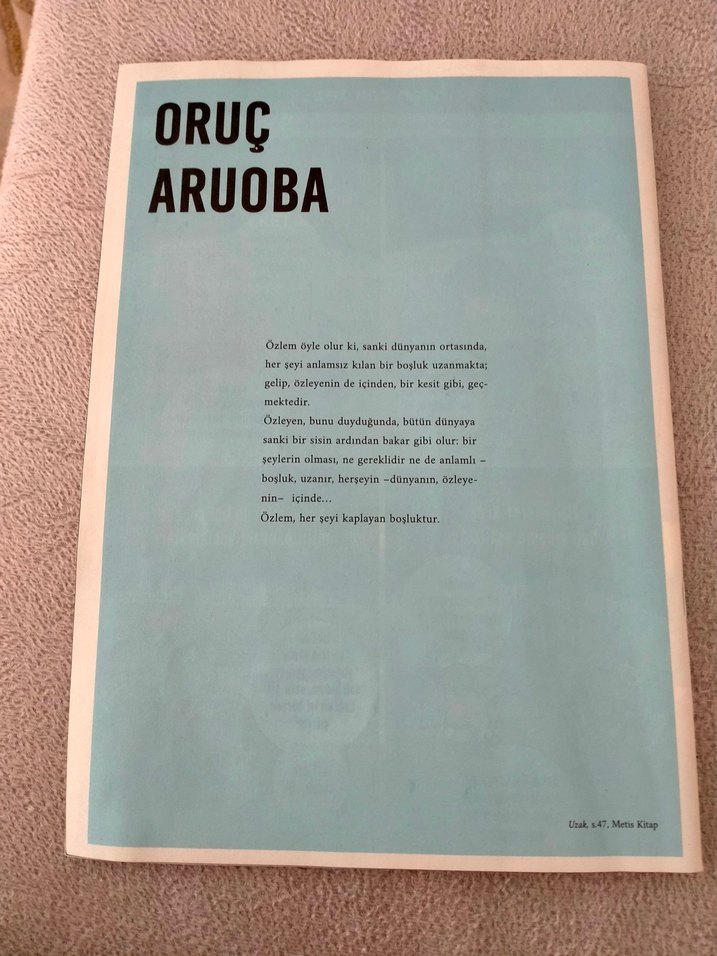 ORUÇ
ARUOBA
Özlem öyle olur ki, sanki dünyanın ortasında,
her şeyi anlamsız kılan bir boşluk uzanmakta;
gelip, özleyenin de içinden, bir kesit gibi, geç-
mektedir.
Özleyen, bunu duyduğunda, bütün dünyaya
sanki bir sisin ardından bakar gibi olur: bir
şeylerin olması, ne gereklidir ne de anlamlı –
boşluk, uzanır, herşeyin –dünyanın, özleye-
nin– içinde...
Özlem, her şeyi kaplayan boşluktur.
Uzak, s.47, Metis Kitap